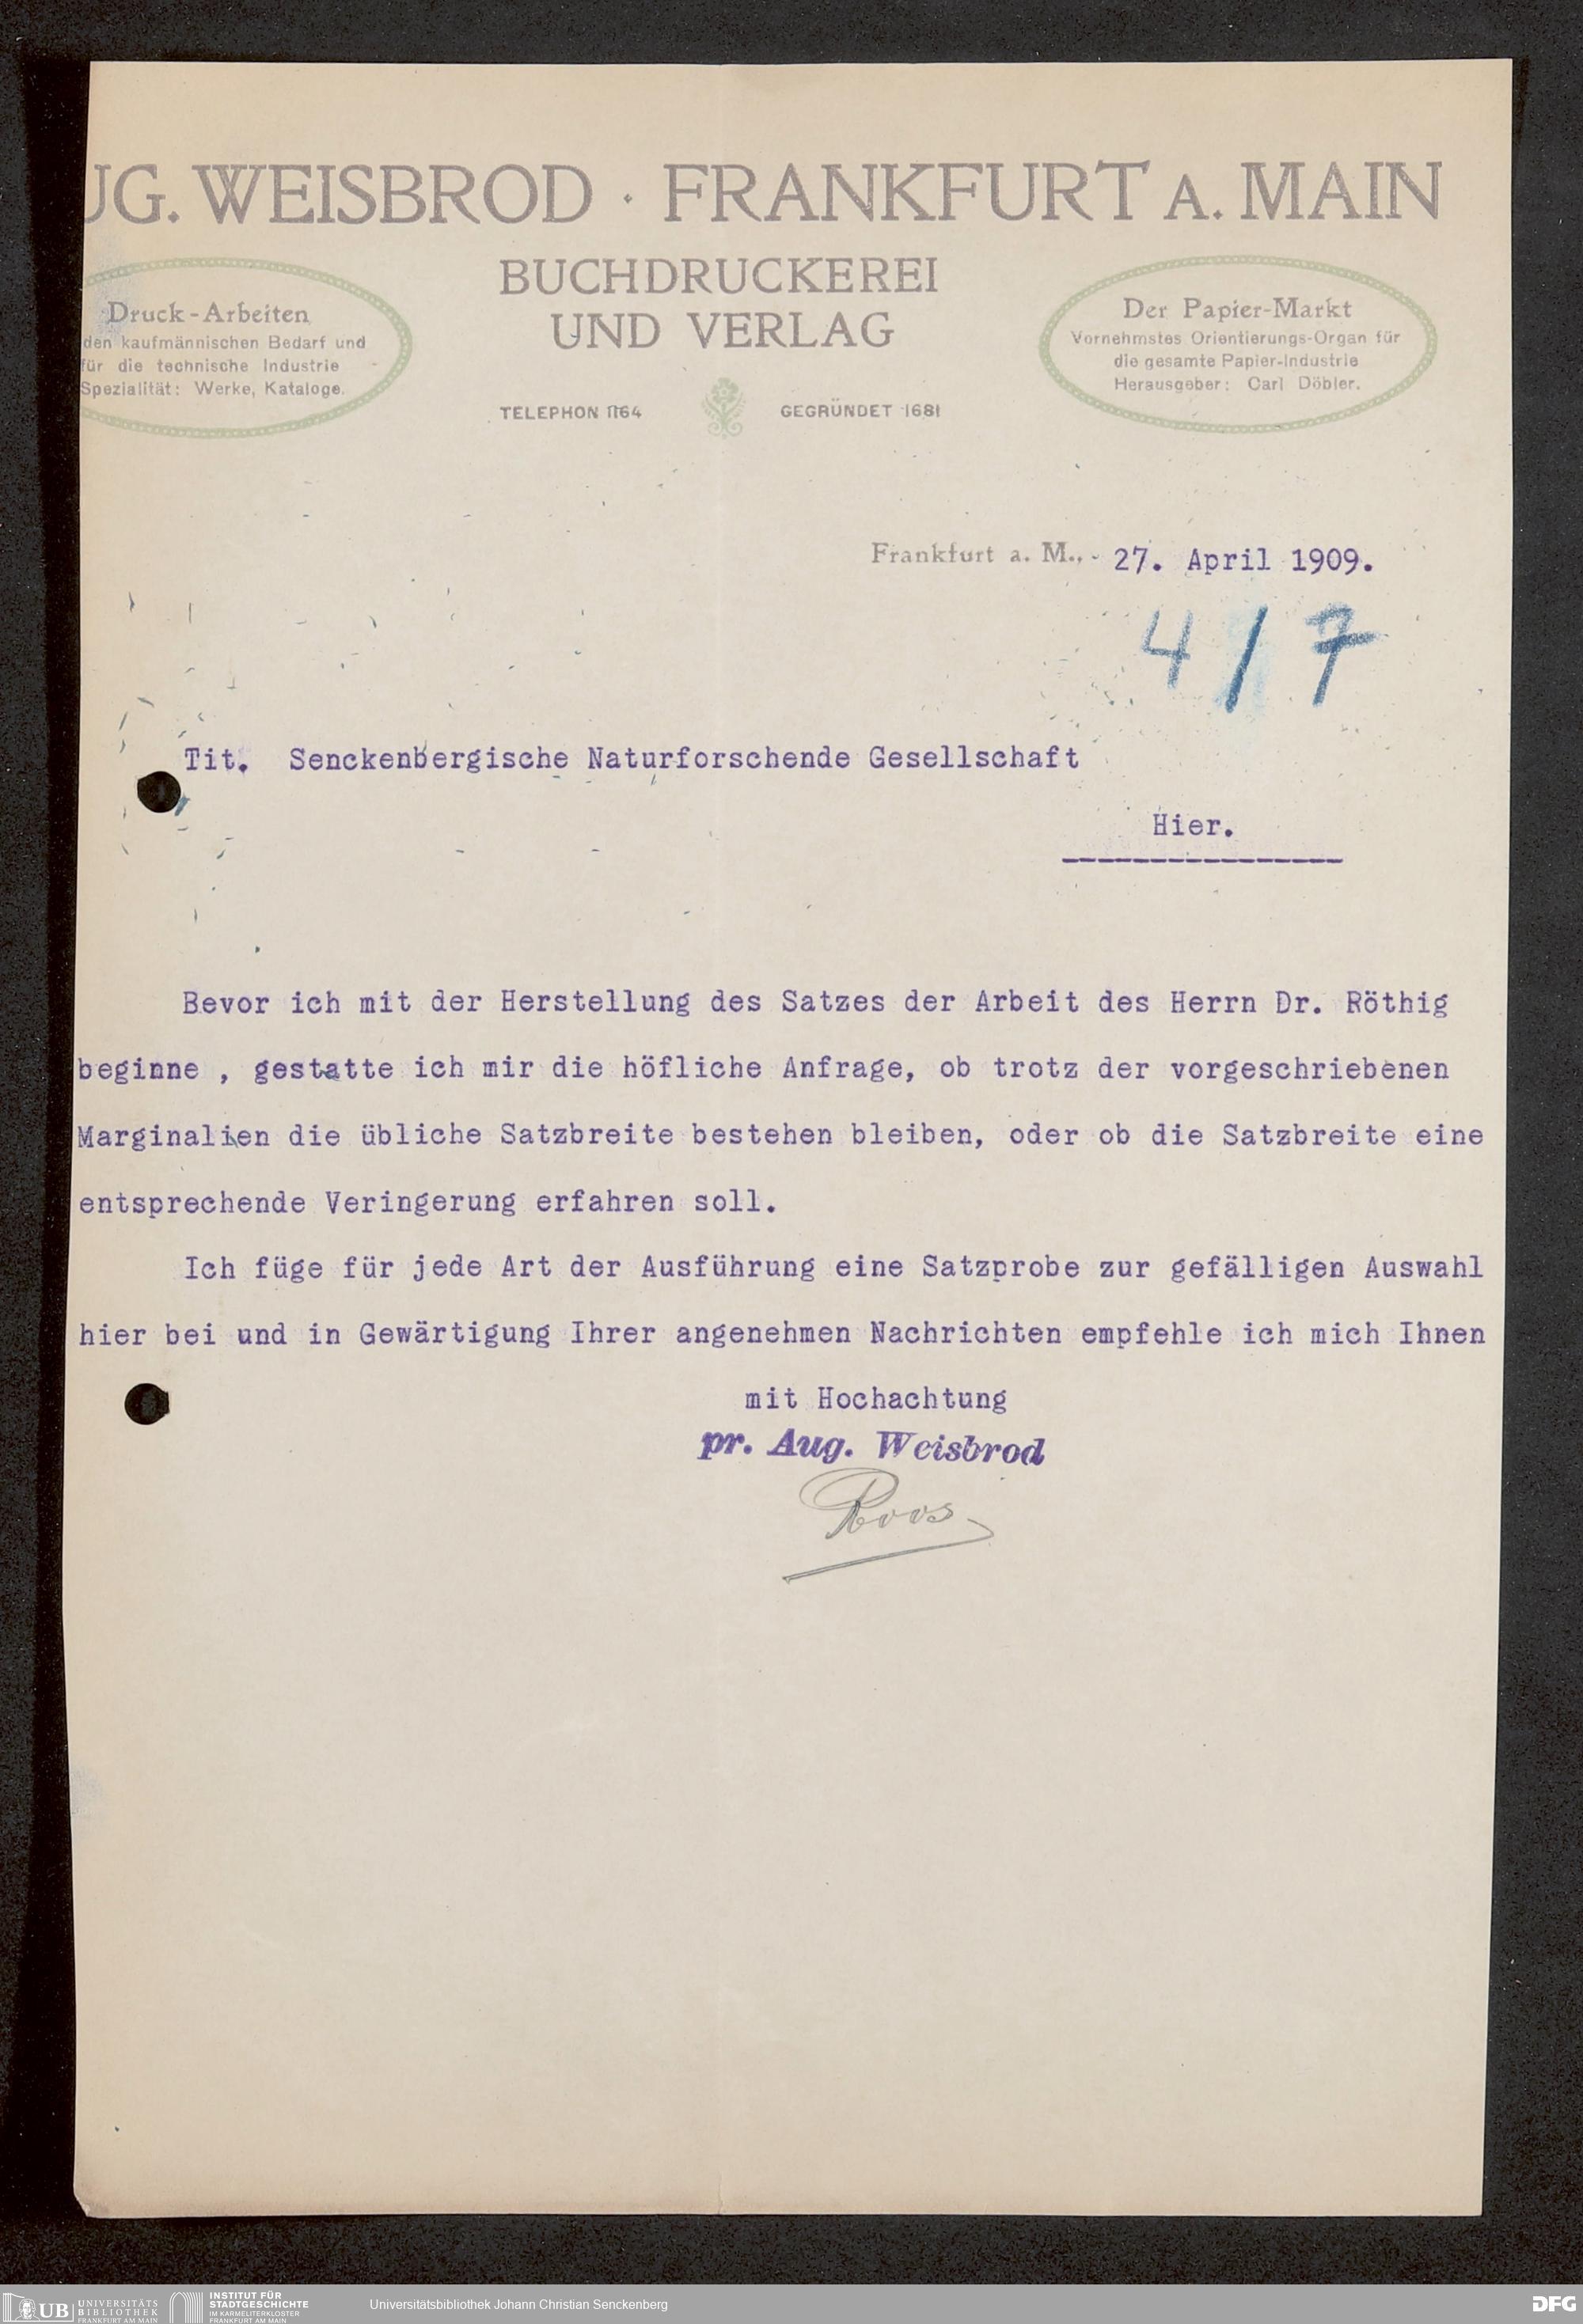 UG. WEISBROD · FRANKFURT A. MAIN
BUCHDRUCKEREI
UND VERLAG
TELEPHON 1164
GEGRÜNDET 1681
Druck-Arbeiten
den kaufmännischen Bedarf und
für die technische Industrie
Spezialität: Werke, Kataloge.
Der Papier-Markt
Vornehmstes Orientierungs-Organ für
die gesamte Papier-Industrie
Herausgeber: Carl Döbler.
Frankfurt a. M., - 27. April 1909.
4/7
Tit. Senckenbergische Naturforschende Gesellschaft
Hier.
Bevor ich mit der Herstellung des Satzes der Arbeit des Herrn Dr. Röthig
beginne , gestatte ich mir die höfliche Anfrage, ob trotz der vorgeschriebenen
Marginalien die übliche Satzbreite bestehen bleiben, oder ob die Satzbreite eine
entsprechende Veringerung erfahren soll.
Ich füge für jede Art der Ausführung eine Satzprobe zur gefälligen Auswahl
hier bei und in Gewärtigung Ihrer angenehmen Nachrichten empfehle ich mich Ihnen
mit Hochachtung
pr. Aug. Weisbrod
Roos
UB UNIVERSITÄTS
BIBLIOTHEK
FRANKFURT AM MAIN
INSTITUT FÜR
STADTGESCHICHTE
IM KARMELITERKLOSTER
FRANKFURT AM MAIN
Universitätsbibliothek Johann Christian Senckenberg
DFG